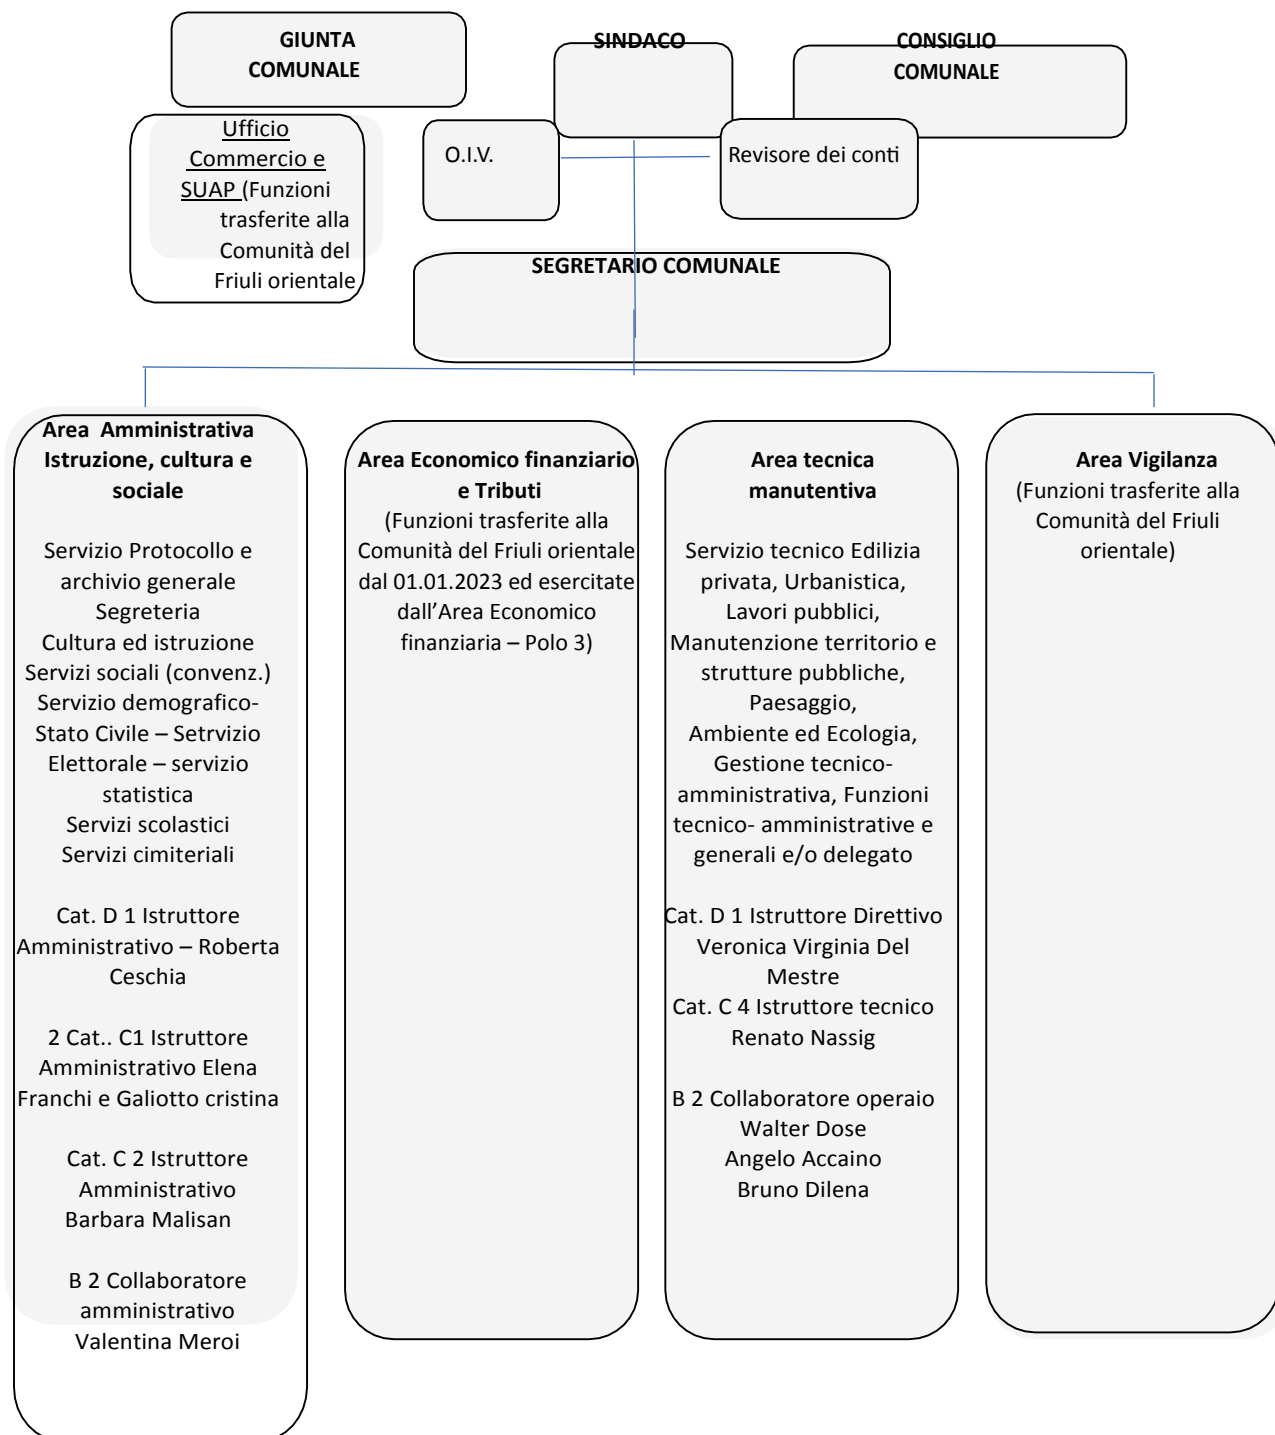 GIUNTA
COMUNALE
SINDACO
CONSIGLIO
COMUNALE
Ufficio
Commercio e
SUAP (Funzioni
trasferite alla
Comunità del
Friuli orientale
O.I.V.
Revisore dei conti
SEGRETARIO COMUNALE
Area Amministrativa
Istruzione, cultura e
sociale
Servizio Protocollo e
archivio generale
Segreteria
Cultura ed istruzione
Servizi sociali (convenz.)
Servizio demografico-
Stato Civile – Setrvizio
Elettorale – servizio
statistica
Servizi scolastici
Servizi cimiteriali
Cat. D 1 Istruttore
Amministrativo – Roberta
Ceschia
2 Cat.. C1 Istruttore
Amministrativo Elena
Franchi e Galiotto cristina
Cat. C 2 Istruttore
Amministrativo
Barbara Malisan
B 2 Collaboratore
amministrativo
Valentina Meroi
Area Economico finanziario
e Tributi
(Funzioni trasferite alla
Comunità del Friuli orientale
dal 01.01.2023 ed esercitate
dall’Area Economico
finanziaria – Polo 3)
Area tecnica
manutentiva
Servizio tecnico Edilizia
privata, Urbanistica,
Lavori pubblici,
Manutenzione territorio e
strutture pubbliche,
Paesaggio,
Ambiente ed Ecologia,
Gestione tecnico-
amministrativa, Funzioni
tecnico- amministrative e
generali e/o delegato
Cat. D 1 Istruttore Direttivo
Veronica Virginia Del
Mestre
Cat. C 4 Istruttore tecnico
Renato Nassig
B 2 Collaboratore operaio
Walter Dose
Angelo Accaino
Bruno Dilena
Area Vigilanza
(Funzioni trasferite alla
Comunità del Friuli
orientale)